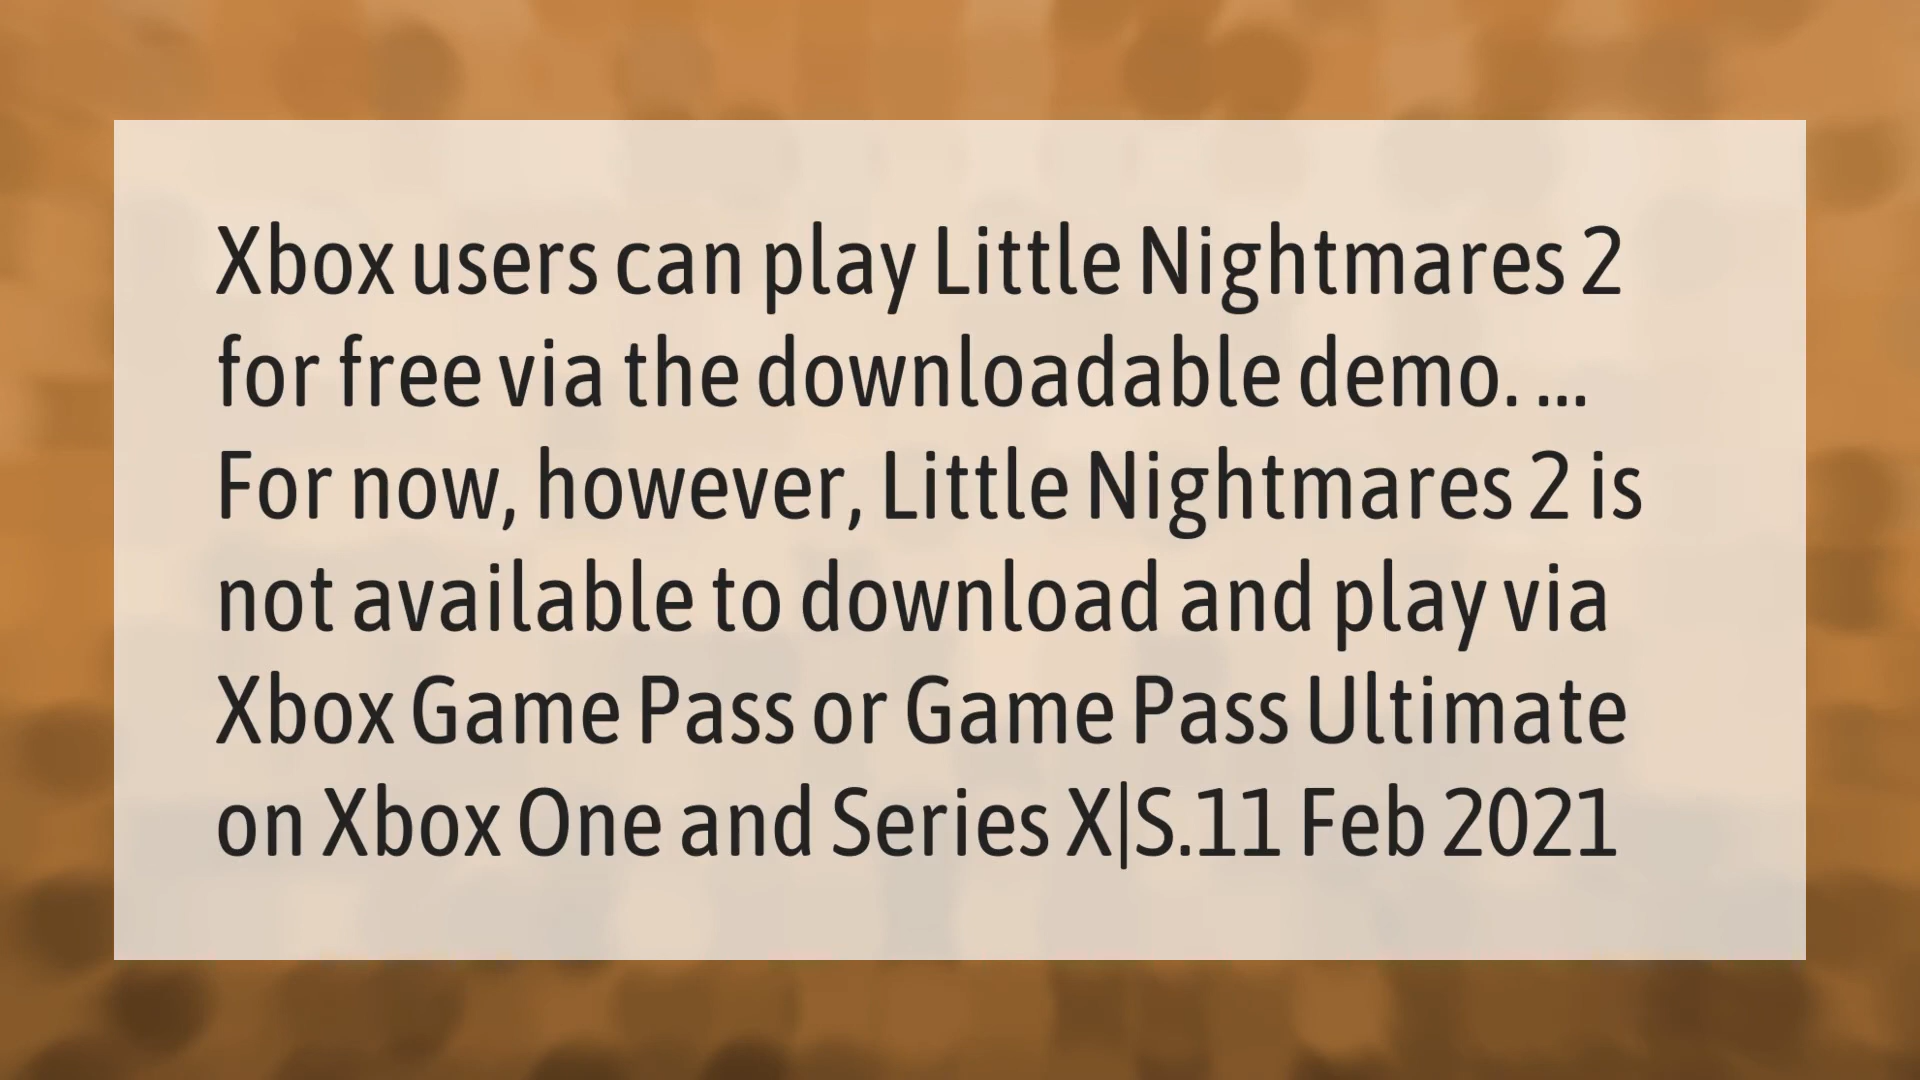 Xbox users can play Little Nightmares 2
for free via the downloadable demo. ...
For now, however, Little Nightmares 2 is
not available to download and play via
Xbox Game Pass or Game Pass Ultimate
on Xbox One and Series X|S.11 Feb 2021